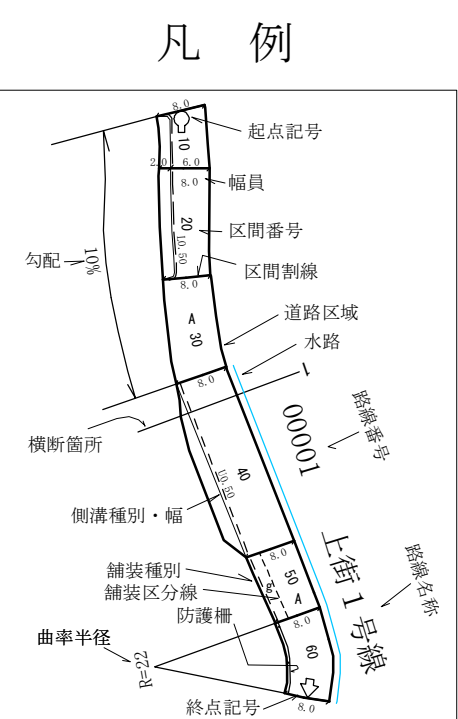 凡 例
8.0
起点記号
10
2.0 6.0
8.0
幅員
20
区間番号
L0.50
区間割線
勾配
10%
8.0
A
30
道路区域
水路
8.0
1
路線番号
00001
横断箇所
40
U0.50
側溝種別・幅
8.0
上街1号線
路線名称
舗装種別
50
舗装区分線
A
防護柵
8.0
曲率半径
60
R=22
終点記号
8.0